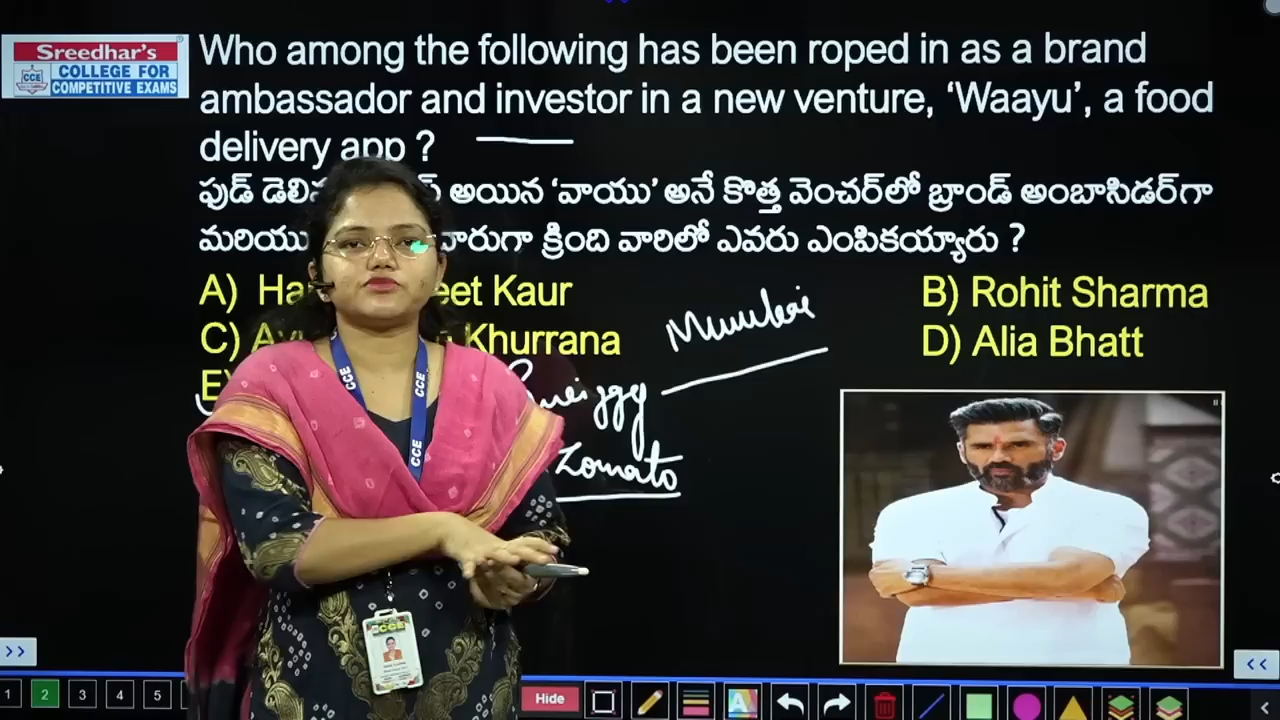 Sreedhar's
CCE
COLLEGE FOR
COMPETITIVE EXAMS
Who among the following has been roped in as a brand
ambassador and investor in a new venture, ‘Waayu’, a food
delivery app ?
ఫుడ్ అయిన ‘వాయు’ అనే కొత్త వెంచర్‌లో బ్రాండ్ అంబాసిడర్‌గా
మరియు క్రింది వారిలో ఎవరు ఎంపికయ్యారు ?
A) Kaur
B) Rohit Sharma
C) Khurrana
D) Alia Bhatt
Mumbai
E)
Zomato
CCE
CCE
CCE
CCE
>>
<<
1 2 3 4 5
Hide
A
<